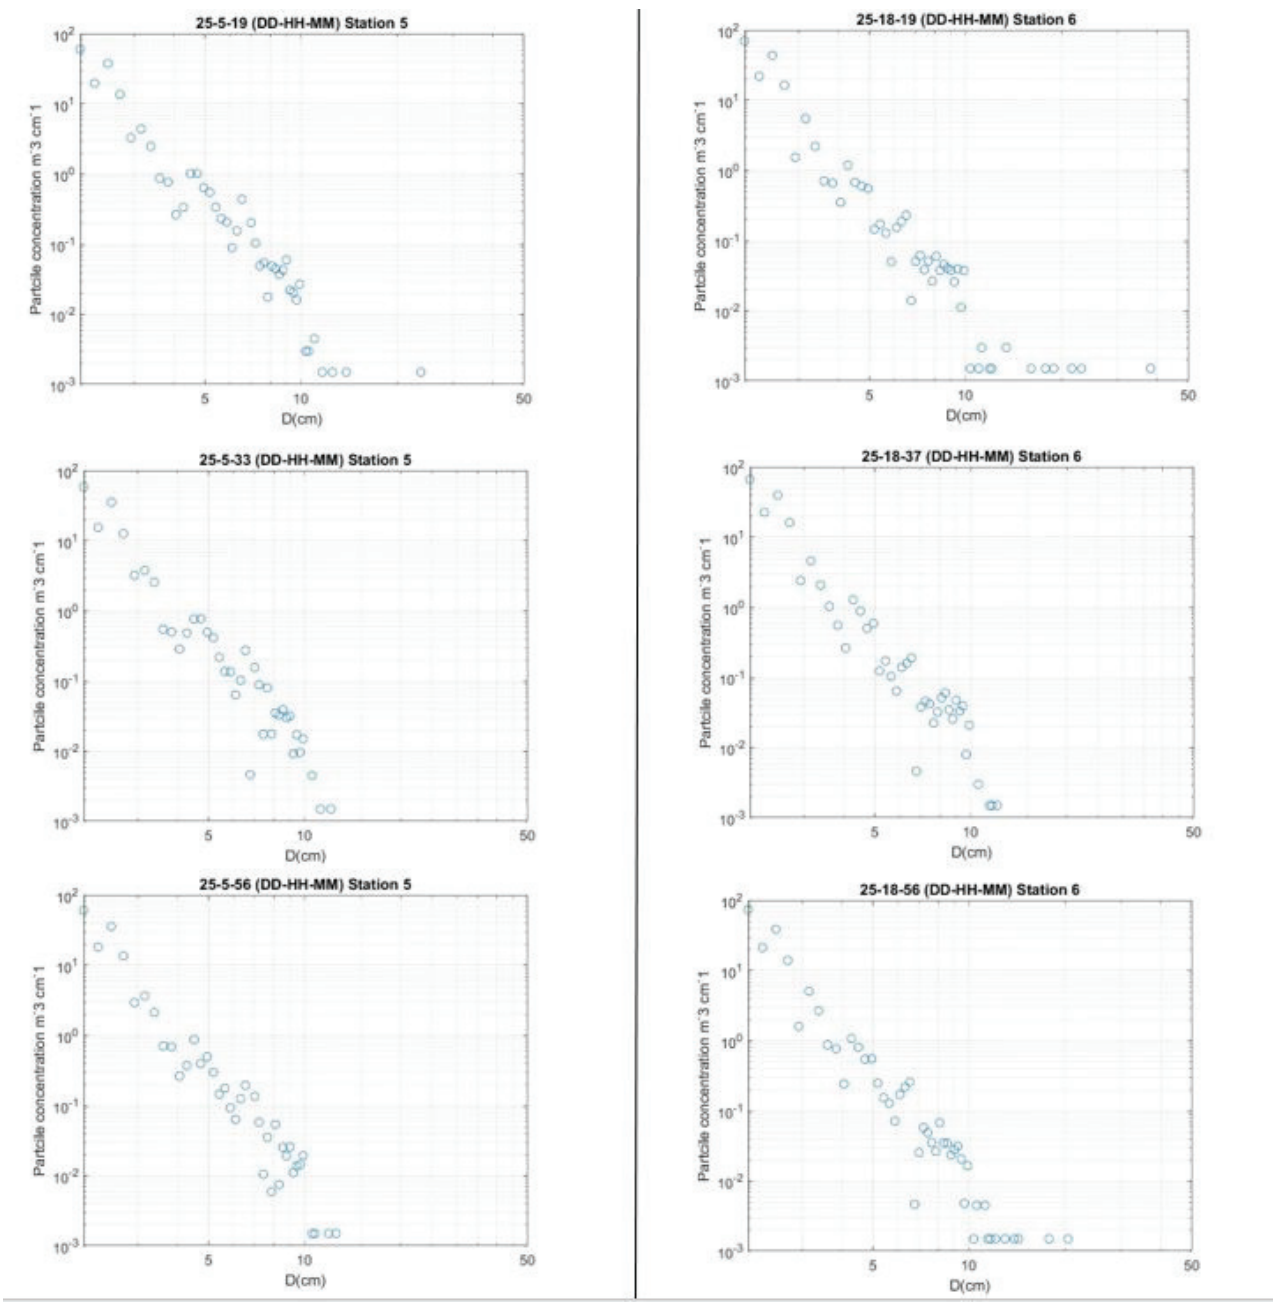 25-5-19 (DD-HH-MM) Station 5
Partcile concentration m^-3 cm^-1
10^2
10^1
10^0
10^-1
10^-2
10^-3
5 10 50
D(cm)
25-5-33 (DD-HH-MM) Station 5
Partcile concentration m^-3 cm^-1
10^2
10^1
10^0
10^-1
10^-2
10^-3
5 10 50
D(cm)
25-5-56 (DD-HH-MM) Station 5
Partcile concentration m^-3 cm^-1
10^2
10^1
10^0
10^-1
10^-2
10^-3
5 10 50
D(cm)
25-18-19 (DD-HH-MM) Station 6
Partcile concentration m^-3 cm^-1
10^2
10^1
10^0
10^-1
10^-2
10^-3
5 10 50
D(cm)
25-18-37 (DD-HH-MM) Station 6
Partcile concentration m^-3 cm^-1
10^2
10^1
10^0
10^-1
10^-2
10^-3
5 10 50
D(cm)
25-18-56 (DD-HH-MM) Station 6
Partcile concentration m^-3 cm^-1
10^2
10^1
10^0
10^-1
10^-2
10^-3
5 10 50
D(cm)